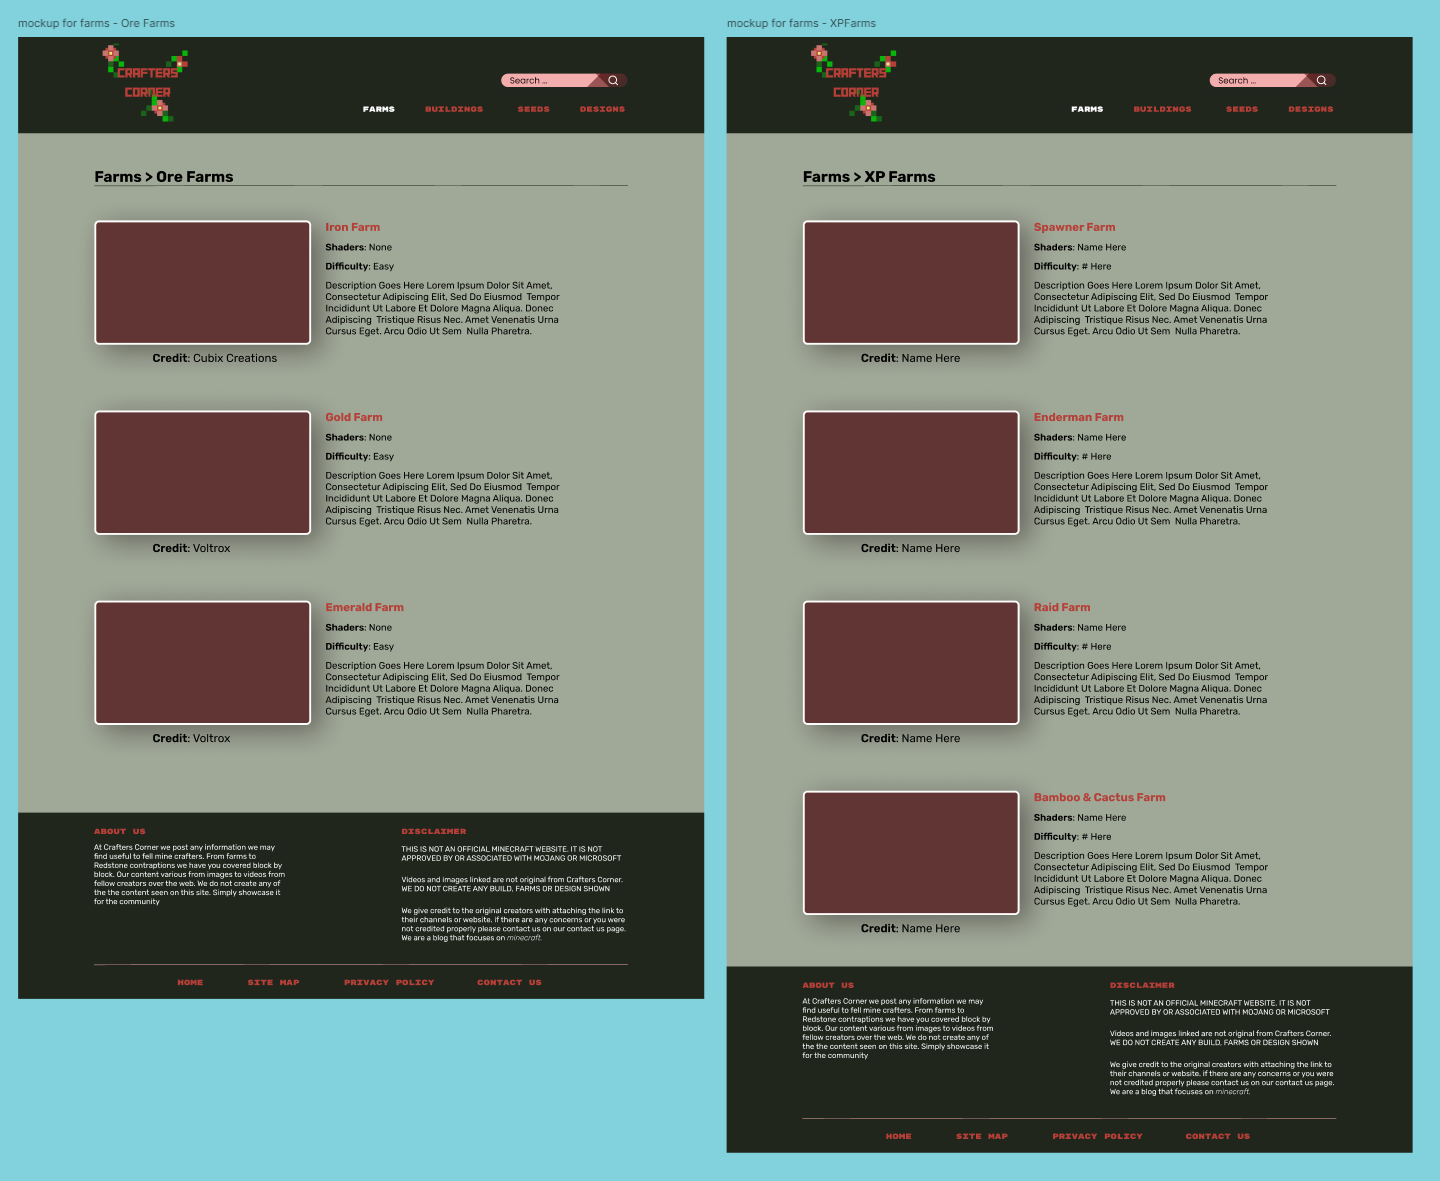 mockup for farms - Ore Farms
CRAFTERS
CORNER
Search ...
FARMS BUILDINGS SEEDS DESIGNS
Farms > Ore Farms
Iron Farm
Shaders: None
Difficulty: Easy
Description Goes Here Lorem Ipsum Dolor Sit Amet,
Consectetur Adipiscing Elit, Sed Do Eiusmod Tempor
Incididunt Ut Labore Et Dolore Magna Aliqua. Donec
Adipiscing Tristique Risus Nec. Amet Venenatis Urna
Cursus Eget. Arcu Odio Ut Sem Nulla Pharetra.
Credit: Cubix Creations
Gold Farm
Shaders: None
Difficulty: Easy
Description Goes Here Lorem Ipsum Dolor Sit Amet,
Consectetur Adipiscing Elit, Sed Do Eiusmod Tempor
Incididunt Ut Labore Et Dolore Magna Aliqua. Donec
Adipiscing Tristique Risus Nec. Amet Venenatis Urna
Cursus Eget. Arcu Odio Ut Sem Nulla Pharetra.
Credit: Voltrox
Emerald Farm
Shaders: None
Difficulty: Easy
Description Goes Here Lorem Ipsum Dolor Sit Amet,
Consectetur Adipiscing Elit, Sed Do Eiusmod Tempor
Incididunt Ut Labore Et Dolore Magna Aliqua. Donec
Adipiscing Tristique Risus Nec. Amet Venenatis Urna
Cursus Eget. Arcu Odio Ut Sem Nulla Pharetra.
Credit: Voltrox
ABOUT US
At Crafters Corner we post any information we may
find useful to fell mine crafters. From farms to
Redstone contraptions we have you covered block by
block. Our content various from images to videos from
fellow creators over the web. We do not create any of
the the content seen on this site. Simply showcase it
for the community
DISCLAIMER
THIS IS NOT AN OFFICIAL MINECRAFT WEBSITE. IT IS NOT
APPROVED BY OR ASSOCIATED WITH MOJANG OR MICROSOFT
Videos and images linked are not original from Crafters Corner.
WE DO NOT CREATE ANY BUILD, FARMS OR DESIGN SHOWN
We give credit to the original creators with attaching the link to
their channels or website. if there are any concerns or you were
not credited properly please contact us on our contact us page.
We are a blog that focuses on minecraft.
HOME SITE MAP PRIVACY POLICY CONTACT US
mockup for farms - XPFarms
CRAFTERS
CORNER
Search ...
FARMS BUILDINGS SEEDS DESIGNS
Farms > XP Farms
Spawner Farm
Shaders: Name Here
Difficulty: # Here
Description Goes Here Lorem Ipsum Dolor Sit Amet,
Consectetur Adipiscing Elit, Sed Do Eiusmod Tempor
Incididunt Ut Labore Et Dolore Magna Aliqua. Donec
Adipiscing Tristique Risus Nec. Amet Venenatis Urna
Cursus Eget. Arcu Odio Ut Sem Nulla Pharetra.
Credit: Name Here
Enderman Farm
Shaders: Name Here
Difficulty: # Here
Description Goes Here Lorem Ipsum Dolor Sit Amet,
Consectetur Adipiscing Elit, Sed Do Eiusmod Tempor
Incididunt Ut Labore Et Dolore Magna Aliqua. Donec
Adipiscing Tristique Risus Nec. Amet Venenatis Urna
Cursus Eget. Arcu Odio Ut Sem Nulla Pharetra.
Credit: Name Here
Raid Farm
Shaders: Name Here
Difficulty: # Here
Description Goes Here Lorem Ipsum Dolor Sit Amet,
Consectetur Adipiscing Elit, Sed Do Eiusmod Tempor
Incididunt Ut Labore Et Dolore Magna Aliqua. Donec
Adipiscing Tristique Risus Nec. Amet Venenatis Urna
Cursus Eget. Arcu Odio Ut Sem Nulla Pharetra.
Credit: Name Here
Bamboo & Cactus Farm
Shaders: Name Here
Difficulty: # Here
Description Goes Here Lorem Ipsum Dolor Sit Amet,
Consectetur Adipiscing Elit, Sed Do Eiusmod Tempor
Incididunt Ut Labore Et Dolore Magna Aliqua. Donec
Adipiscing Tristique Risus Nec. Amet Venenatis Urna
Cursus Eget. Arcu Odio Ut Sem Nulla Pharetra.
Credit: Name Here
ABOUT US
At Crafters Corner we post any information we may
find useful to fell mine crafters. From farms to
Redstone contraptions we have you covered block by
block. Our content various from images to videos from
fellow creators over the web. We do not create any of
the the content seen on this site. Simply showcase it
for the community
DISCLAIMER
THIS IS NOT AN OFFICIAL MINECRAFT WEBSITE. IT IS NOT
APPROVED BY OR ASSOCIATED WITH MOJANG OR MICROSOFT
Videos and images linked are not original from Crafters Corner.
WE DO NOT CREATE ANY BUILD, FARMS OR DESIGN SHOWN
We give credit to the original creators with attaching the link to
their channels or website. if there are any concerns or you were
not credited properly please contact us on our contact us page.
We are a blog that focuses on minecraft.
HOME SITE MAP PRIVACY POLICY CONTACT US